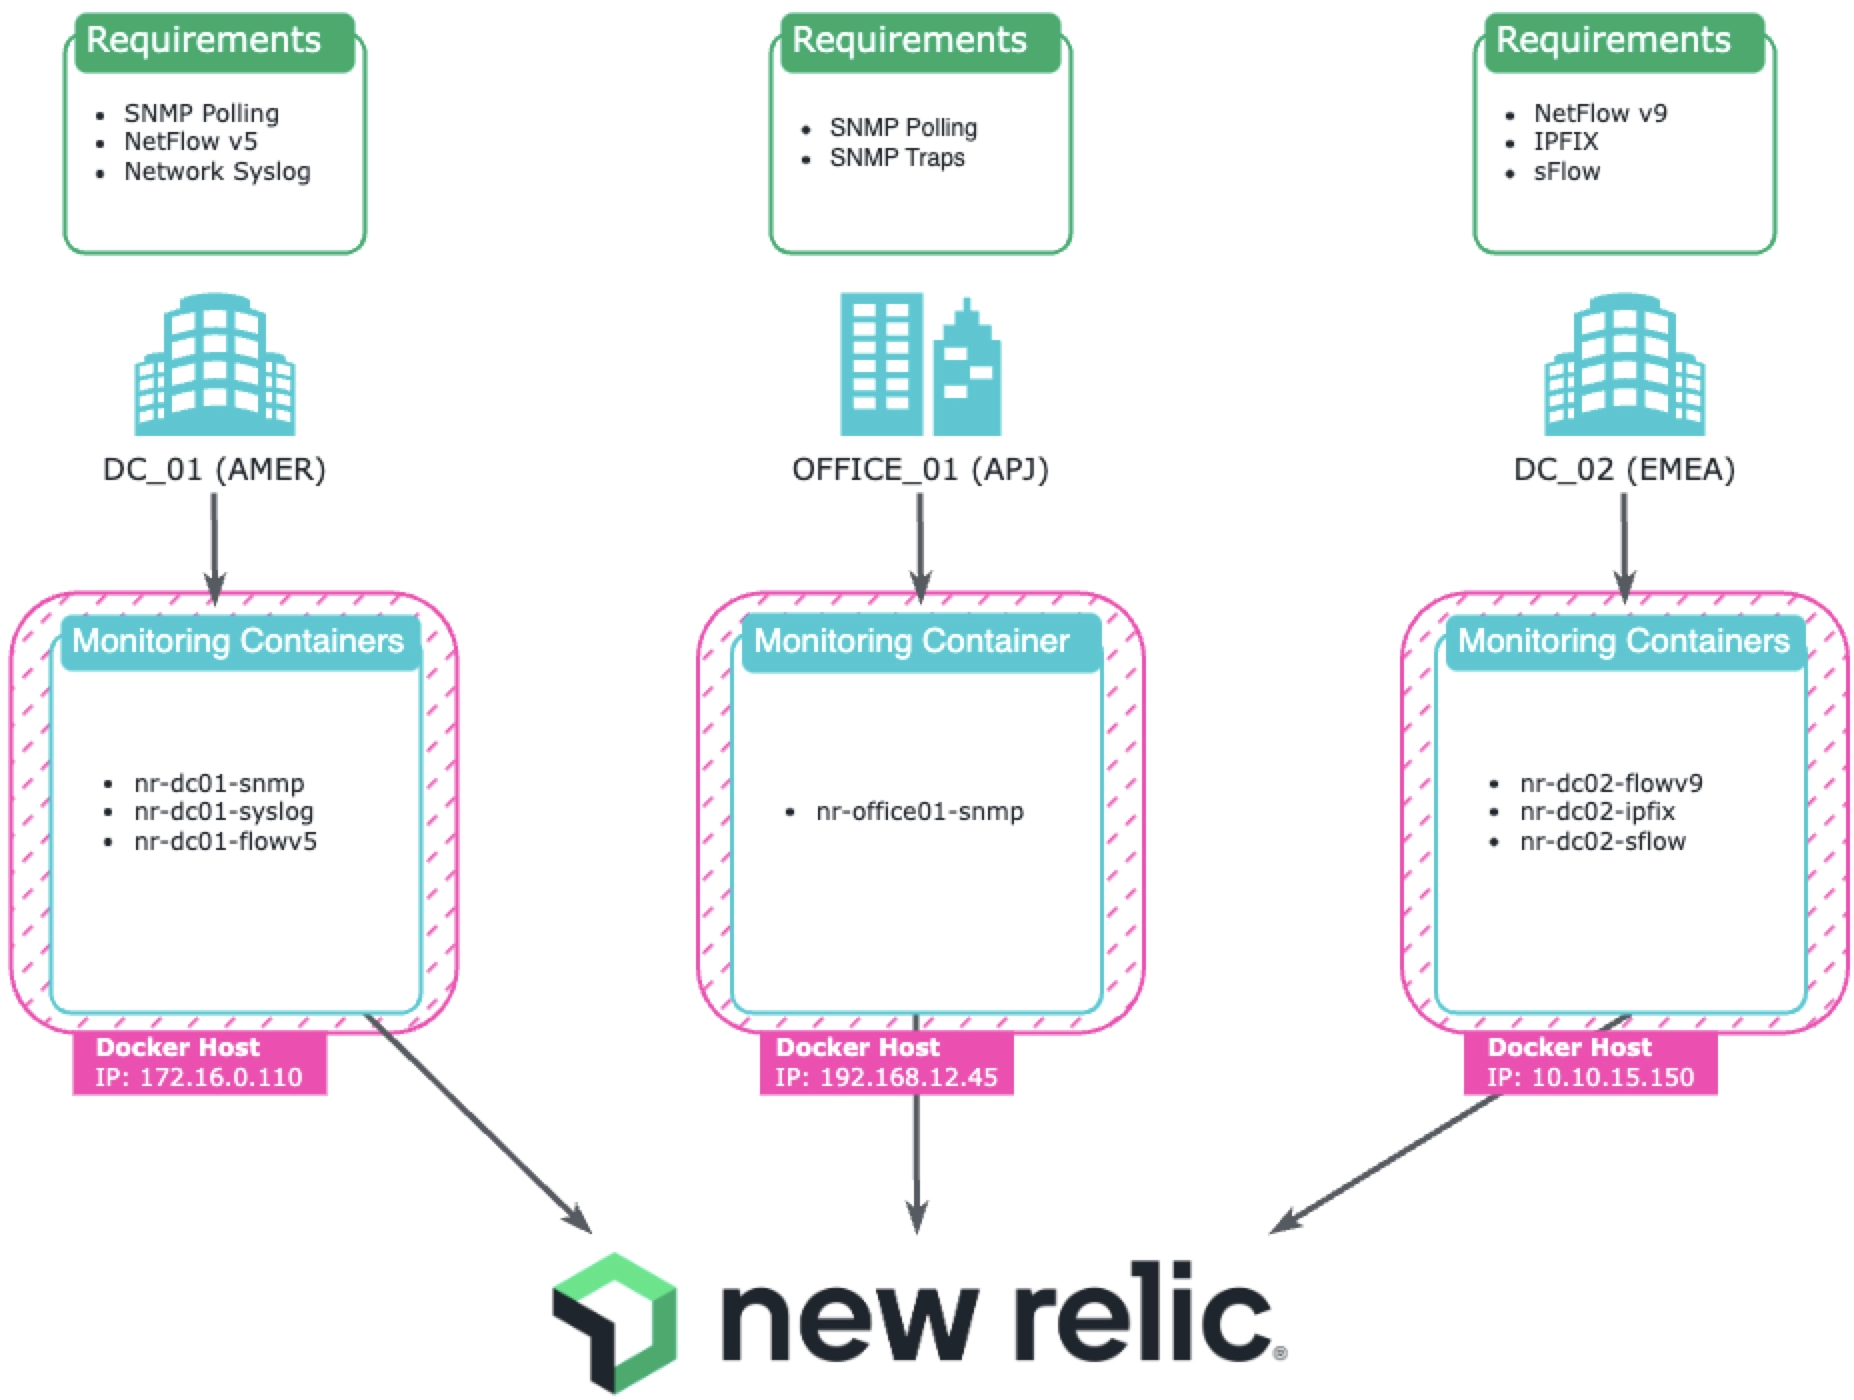 Requirements
• SNMP Polling
• NetFlow v5
• Network Syslog
DC_01 (AMER)
Monitoring Containers
• nr-dc01-snmp
• nr-dc01-syslog
• nr-dc01-flowv5
Docker Host
IP: 172.16.0.110
Requirements
• SNMP Polling
• SNMP Traps
OFFICE_01 (APJ)
Monitoring Container
• nr-office01-snmp
Docker Host
IP: 192.168.12.45
Requirements
• NetFlow v9
• IPFIX
• sFlow
DC_02 (EMEA)
Monitoring Containers
• nr-dc02-flowv9
• nr-dc02-ipfix
• nr-dc02-sflow
Docker Host
IP: 10.10.15.150
new relic®